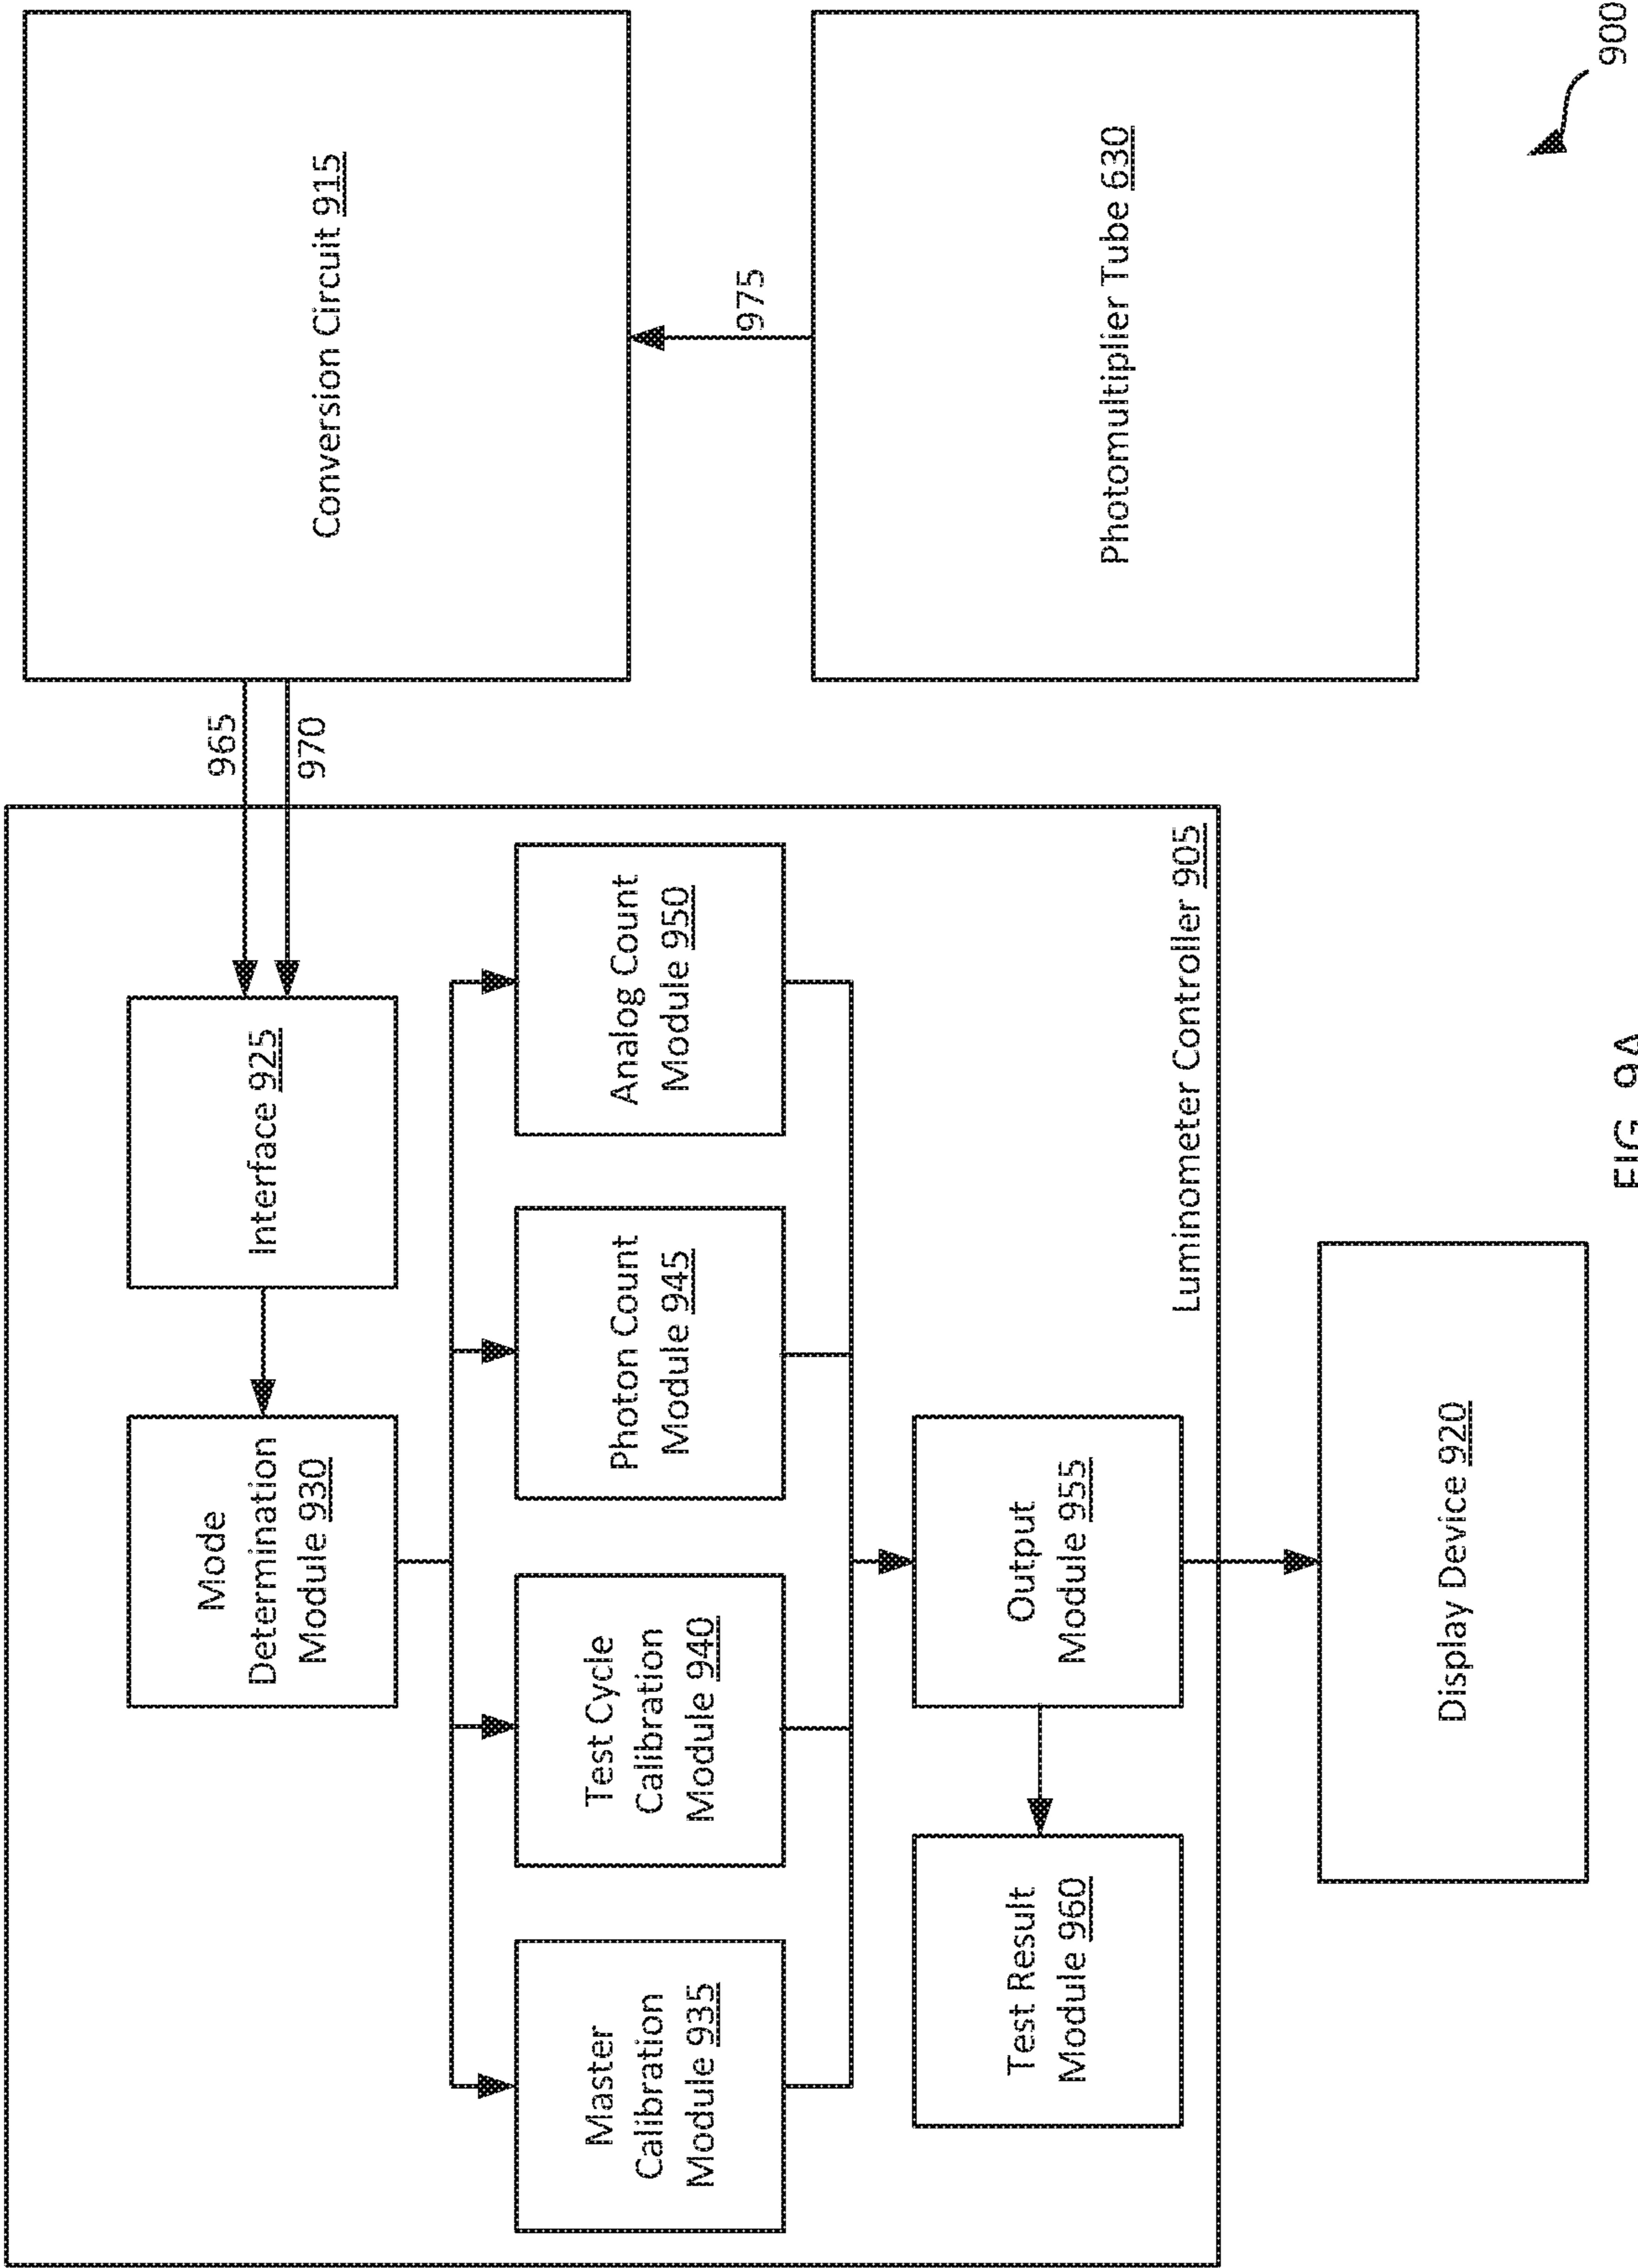 Mode
Determination
Module 930
Interface 925
965
970
Conversion Circuit 915
Master
Calibration
Module 935
Test Cycle
Calibration
Module 940
Photon Count
Module 945
Analog Count
Module 950
975
Test Result
Module 960
Output
Module 955
Luminometer Controller 905
Photomultiplier Tube 630
Display Device 920
900
FIG. 9A